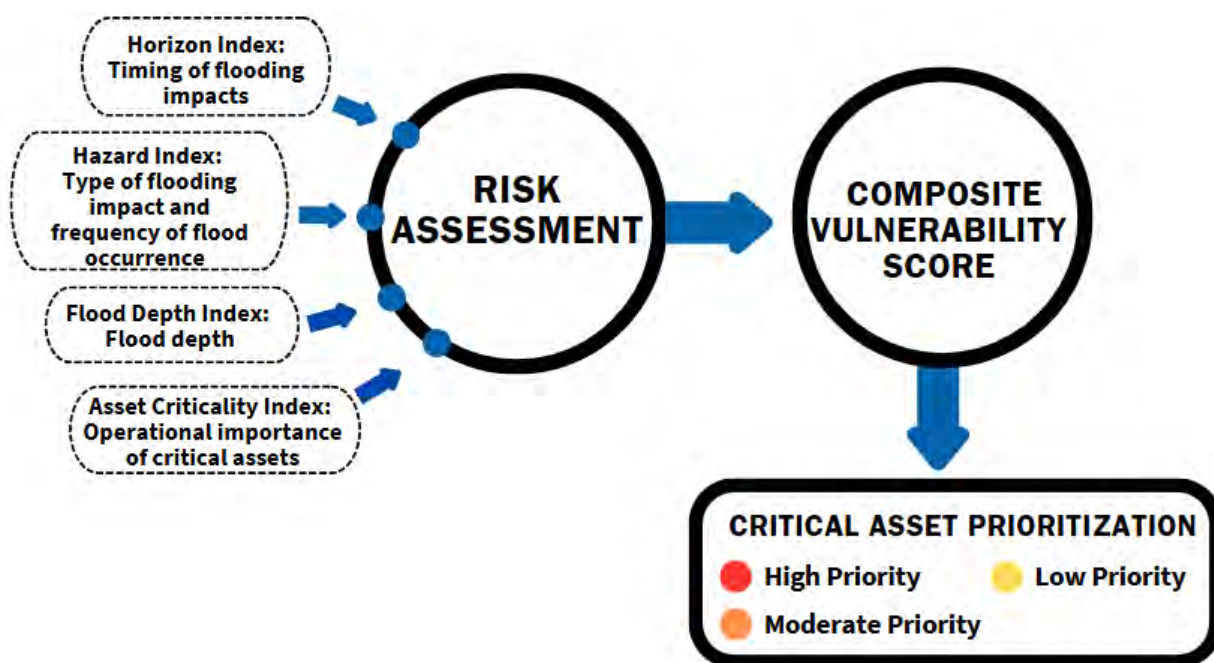 Horizon Index:
Timing of flooding
impacts
Hazard Index:
Type of flooding
impact and
frequency of flood
occurrence
Flood Depth Index:
Flood depth
Asset Criticality Index:
Operational importance
of critical assets
RISK
ASSESSMENT
COMPOSITE
VULNERABILITY
SCORE
CRITICAL ASSET PRIORITIZATION
High Priority
Low Priority
Moderate Priority